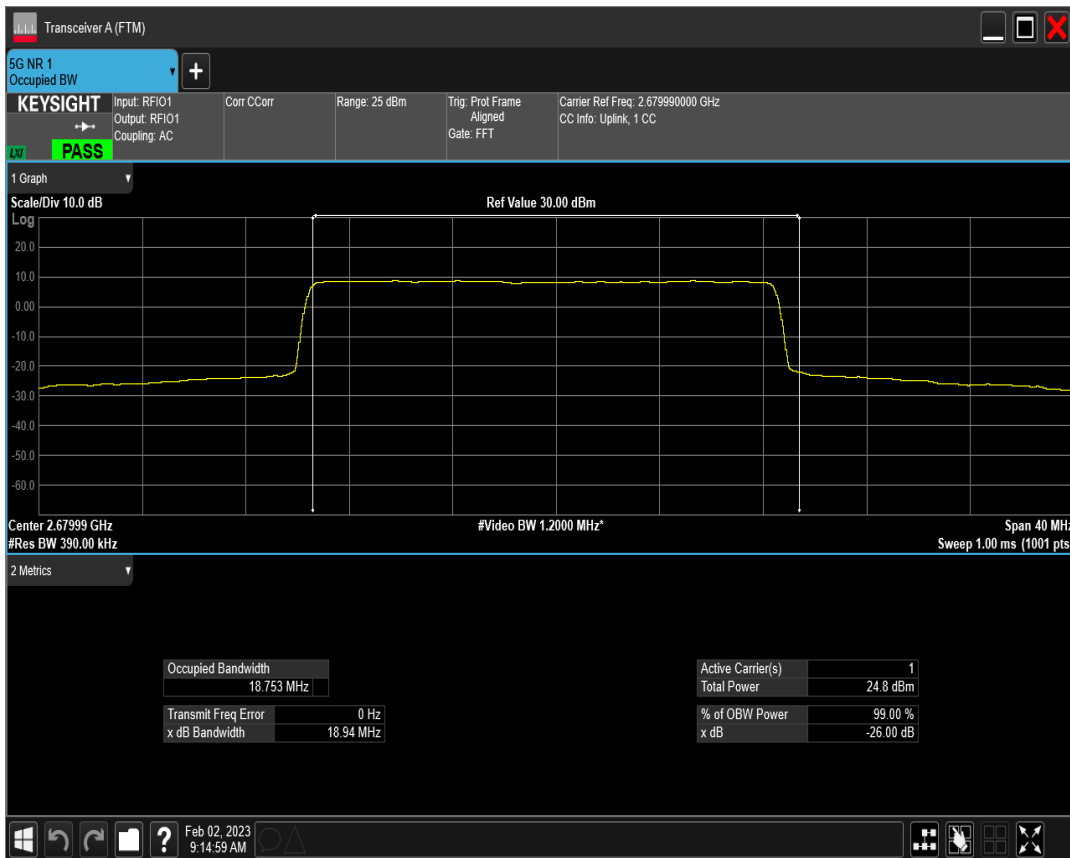 Transceiver A (FTM)
5G NR 1
Occupied BW
+
KEYSIGHT
LXI
PASS
Input: RFIO1
Output: RFIO1
Coupling: AC
Corr CCorr
Range: 25 dBm
Trig: Prot Frame
Aligned
Gate: FFT
Carrier Ref Freq: 2.679990000 GHz
CC Info: Uplink, 1 CC
1 Graph
Scale/Div 10.0 dB
Ref Value 30.00 dBm
Log
20.0
10.0
0.00
-10.0
-20.0
-30.0
-40.0
-50.0
-60.0
Center 2.67999 GHz
#Video BW 1.2000 MHz*
Span 40 MHz
#Res BW 390.00 kHz
Sweep 1.00 ms (1001 pts
2 Metrics
Occupied Bandwidth
18.753 MHz
Transmit Freq Error 0 Hz
x dB Bandwidth 18.94 MHz
Active Carrier(s) 1
Total Power 24.8 dBm
% of OBW Power 99.00 %
x dB -26.00 dB
?
Feb 02, 2023
9:14:59 AM